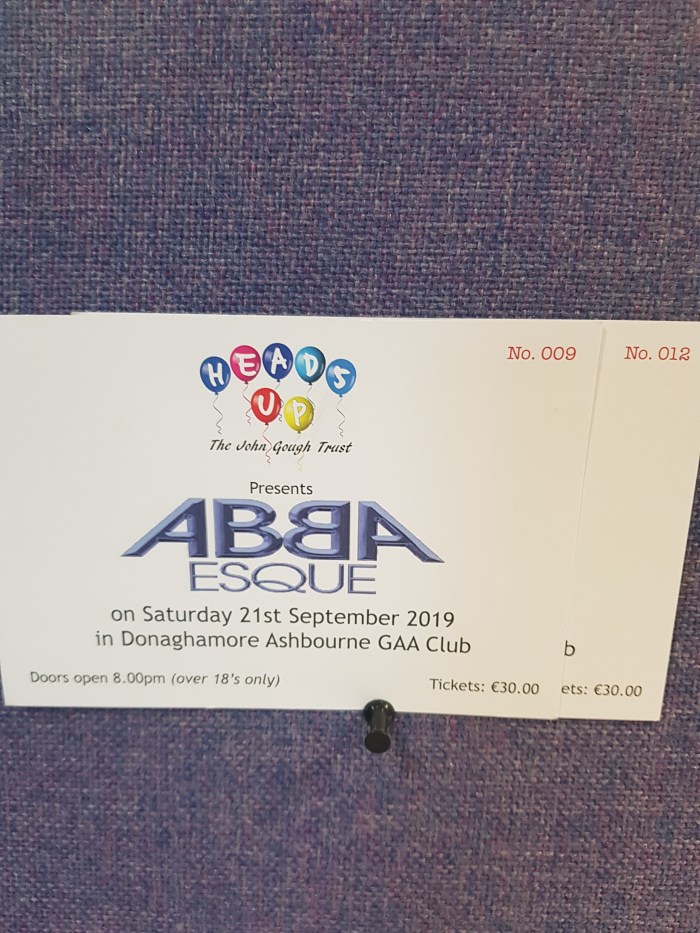 HEADS
UP
The John Gough Trust
No. 009
No. 012
Presents
ABBA
ESQUE
on Saturday 21st September 2019
in Donaghamore Ashbourne GAA Club
b
Doors open 8.00pm (over 18's only)
Tickets: €30.00
ets: €30.00